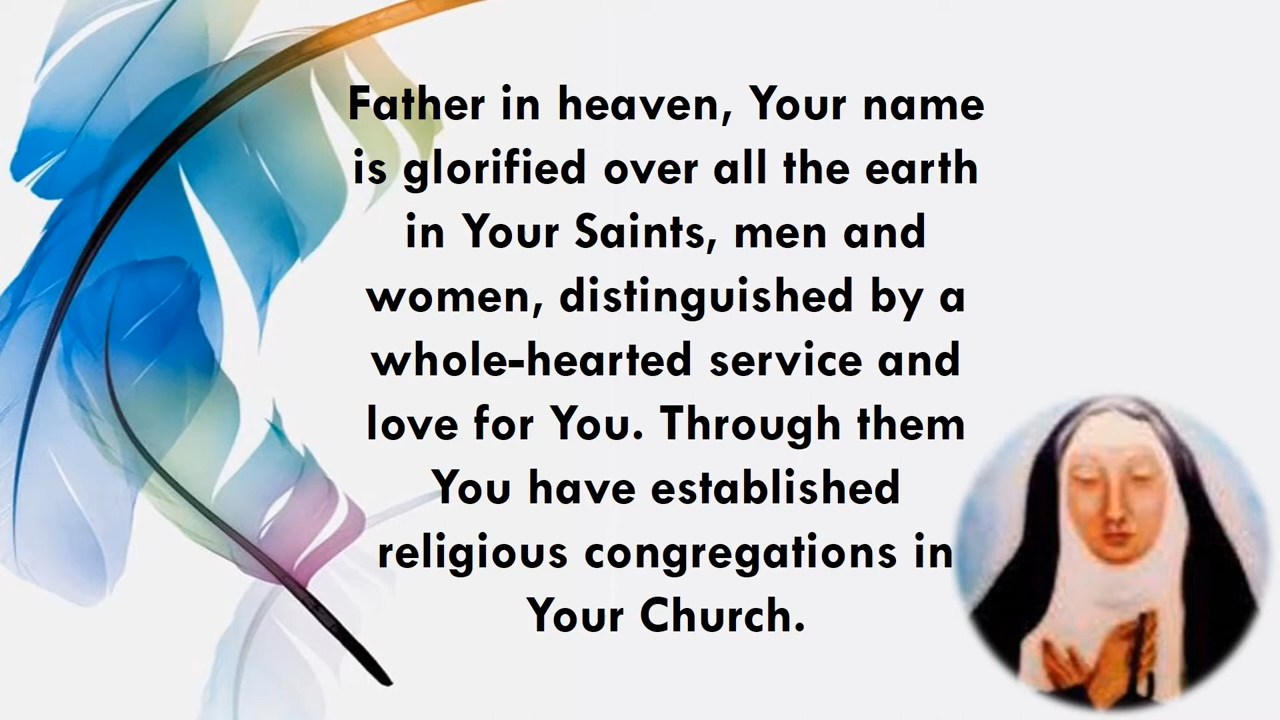 Father in heaven, Your name
is glorified over all the earth
in Your Saints, men and
women, distinguished by a
whole-hearted service and
love for You. Through them
You have established
religious congregations in
Your Church.